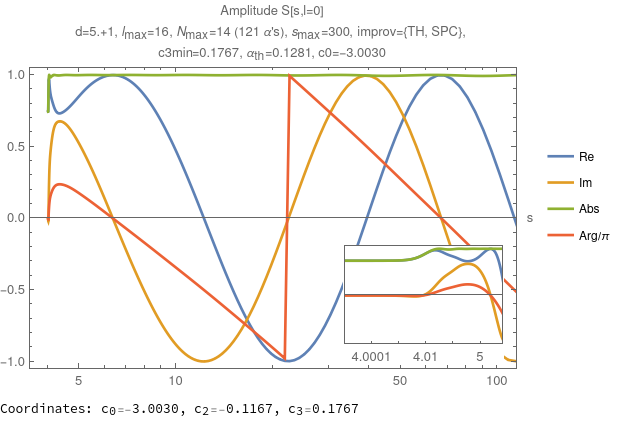 Amplitude S[s,l=0]
d=5.+1, lmax=16, Nmax=14 (121 α's), smax=300, improv={TH, SPC},
c3min=0.1767, αth=0.1281, c0=-3.0030
1.0
0.5
0.0
-0.5
-1.0
s
Re
Im
Abs
Arg/π
4.0001 4.01 5
5 10 50 100
Coordinates: c0=-3.0030, c2=-0.1167, c3=0.1767